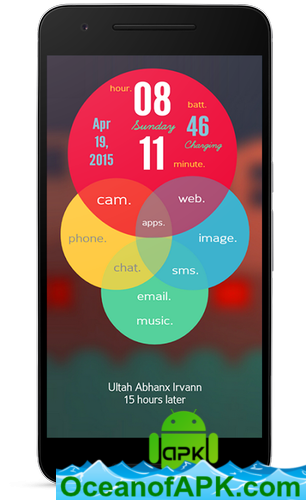 hour.
08
batt.
Apr
19,
2015
Sunday
46
Charging
11
minute.
cam.
web.
apps.
phone.
image.
chat.
sms.
email.
music.
Ultah Abhanx Irvann
15 hours later
APK
OceanofAPK.com